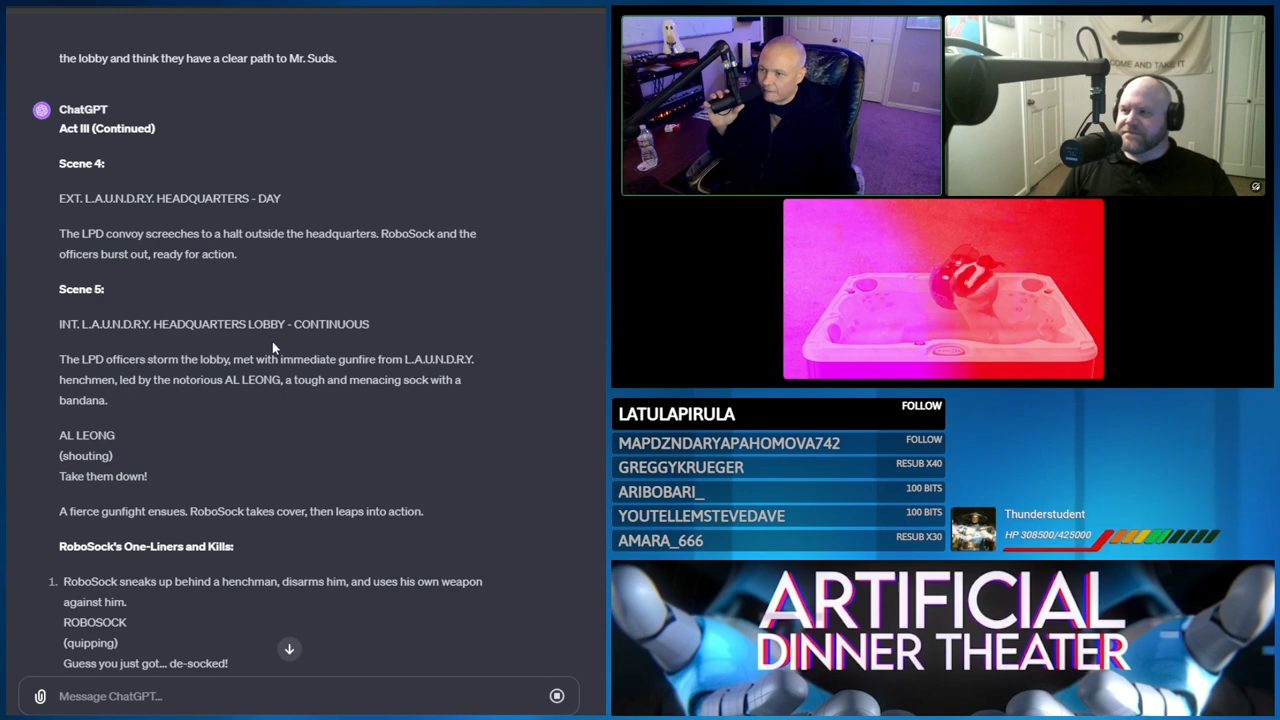 the lobby and think they have a clear path to Mr. Suds.
ChatGPT
Act III (Continued)
Scene 4:
EXT. L.A.U.N.D.R.Y. HEADQUARTERS - DAY
The LPD convoy screeches to a halt outside the headquarters. RoboSock and the
officers burst out, ready for action.
Scene 5:
INT. L.A.U.N.D.R.Y. HEADQUARTERS LOBBY - CONTINUOUS
The LPD officers storm the lobby, met with immediate gunfire from L.A.U.N.D.R.Y.
henchmen, led by the notorious AL LEONG, a tough and menacing sock with a
bandana.
AL LEONG
(shouting)
Take them down!
A fierce gunfight ensues. RoboSock takes cover, then leaps into action.
RoboSock's One-Liners and Kills:
1. RoboSock sneaks up behind a henchman, disarms him, and uses his own weapon
against him.
ROBOSOCK
(quipping)
Guess you just got... de-socked!
Message ChatGPT...
COME AND TAKE IT
LATULAPIRULA FOLLOW
MAPDZNDARYAPAHOMOVA742 FOLLOW
GREGGYKRUEGER RESUB X40
ARIBOBARI_ 100 BITS
YOUTELLEMSTEVEDAVE 100 BITS
AMARA_666 RESUB X30
Thunderstudent
HP 308500/425000
ARTIFICIAL
DINNER THEATER